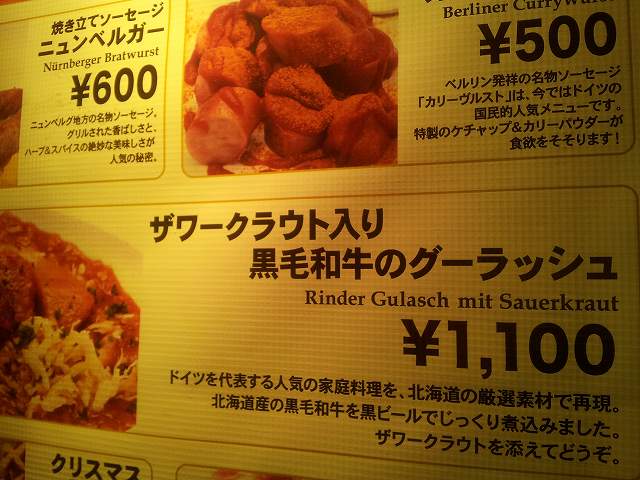 焼き立てソーセージ
ニュンベルガー
Nürnberger Bratwurst
¥600
ニュンベルグ地方の名物ソーセージ。
グリルされた香ばしさと、
ハーブ&スパイスの絶妙な美味しさが
人気の秘密。
Berliner Currywurst
¥500
ベルリン発祥の名物ソーセージ
「カリーヴルスト」は、今ではドイツの
国民的人気メニューです。
特製のケチャップ&カリーパウダーが
食欲をそそります!
ザワークラウト入り
黒毛和牛のグーラッシュ
Rinder Gulasch mit Sauerkraut
¥1,100
ドイツを代表する人気の家庭料理を、北海道の厳選素材で再現。
北海道産の黒毛和牛を黒ビールでじっくり煮込みました。
ザワークラウトを添えてどうぞ。
クリスマス